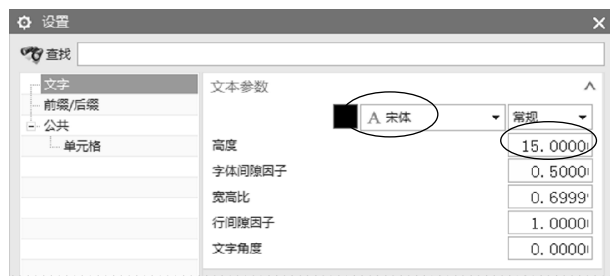 设置
查找
文字
前缀/后缀
公共
单元格
文本参数
A 宋体 常规
高度 15.0000
字体间隙因子 0.5000
宽高比 0.6999
行间隙因子 1.0000
文字角度 0.0000